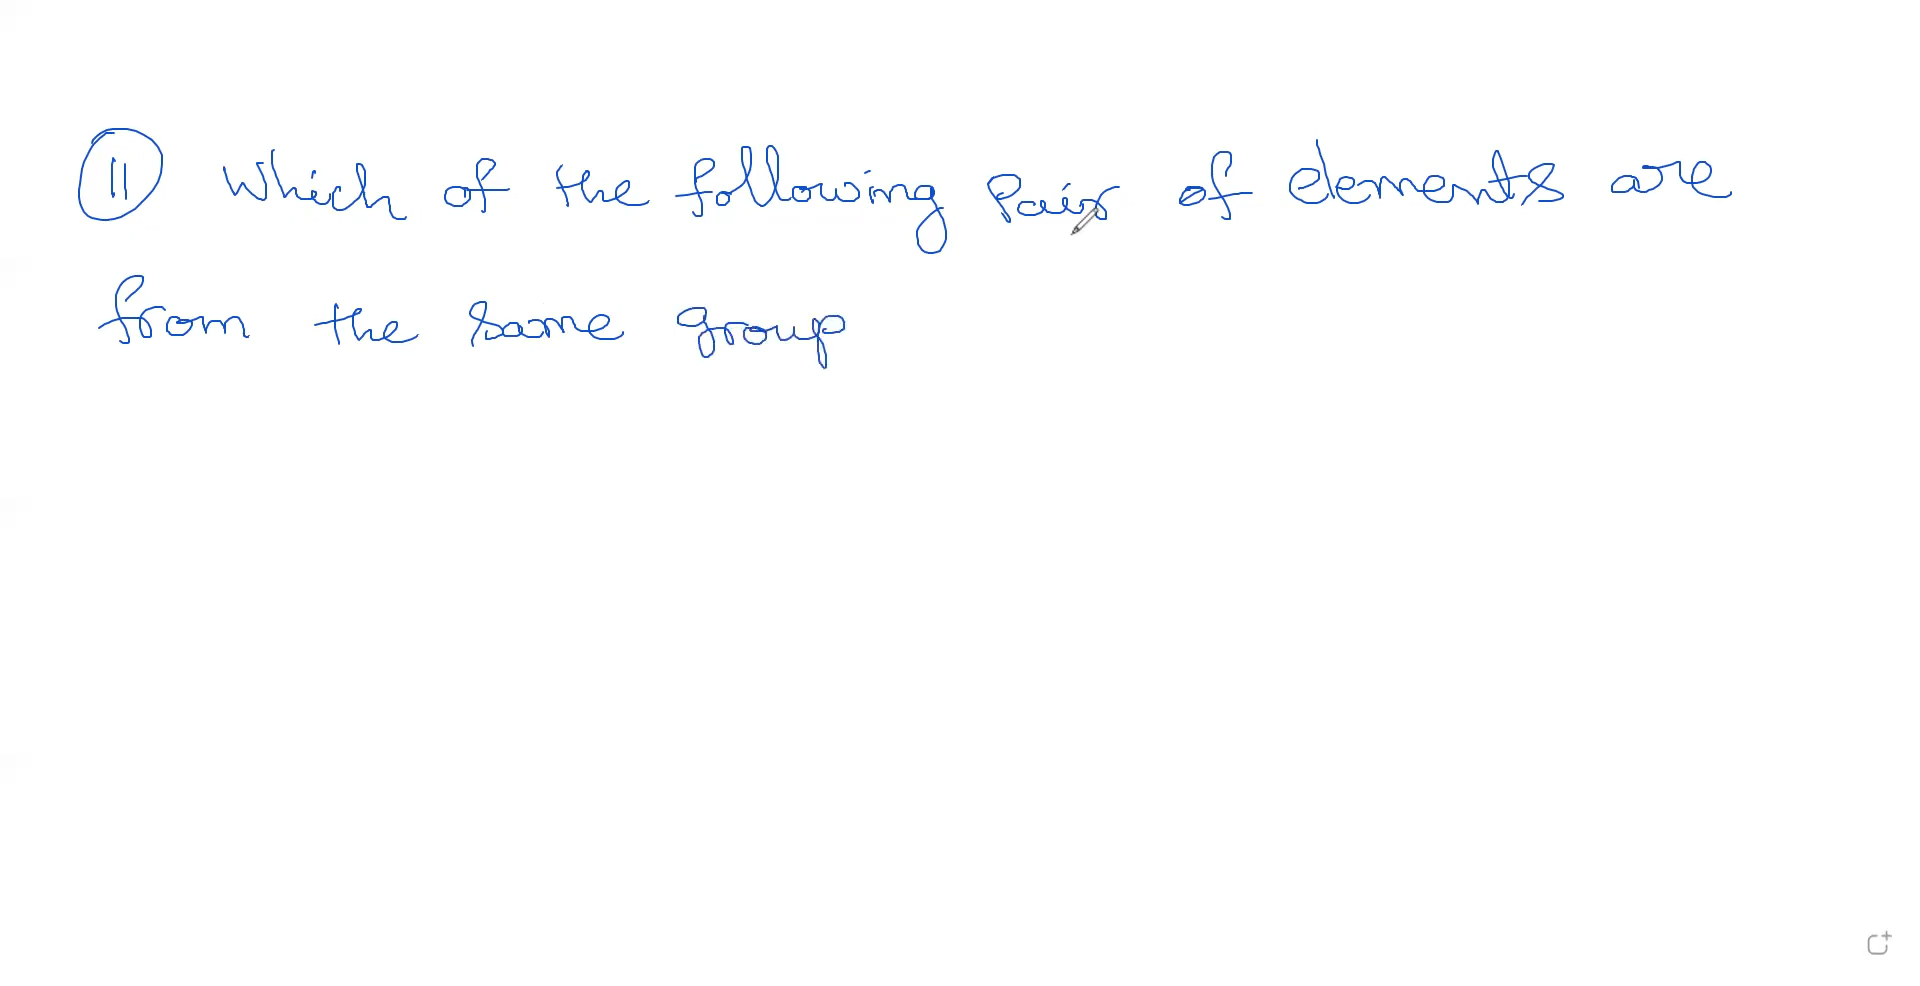 11 Which of the following Pair of elements are
from the same group